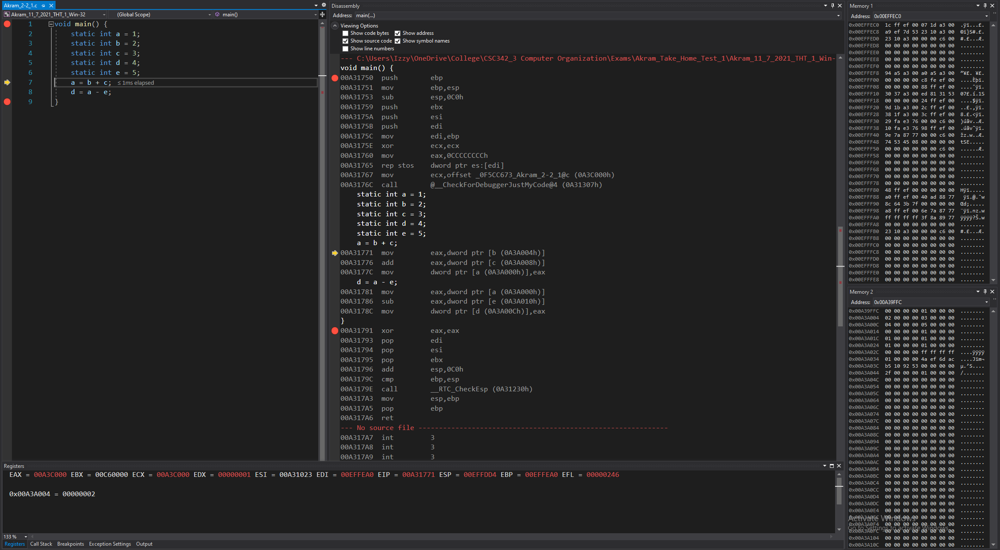 Akram_2-2_1.c
Akram_11_7_2021_THT_1_Win-32 (Global Scope) main()
1 void main() {
2 static int a = 1;
3 static int b = 2;
4 static int c = 3;
5 static int d = 4;
6 static int e = 5;
7 a = b + c; ≤ 1ms elapsed
8 d = a - e;
9 }
Disassembly
Address: main(...)
Viewing Options
Show code bytes Show address
Show source code Show symbol names
Show line numbers
--- C:\Users\Izzy\OneDrive\College\CSC342_3 Computer Organization\Exams\Akram_Take_Home_Test_1\Akram_11_7_2021_THT_1_Win-
void main() {
00A31750 push ebp
00A31751 mov ebp,esp
00A31753 sub esp,0C0h
00A31759 push ebx
00A3175A push esi
00A3175B push edi
00A3175C mov edi,ebp
00A3175E xor ecx,ecx
00A31760 mov eax,0CCCCCCCCh
00A31765 rep stos dword ptr es:[edi]
00A31767 mov ecx,offset _0F5CC673_Akram_2-2_1@c (0A3C000h)
00A3176C call @__CheckForDebuggerJustMyCode@4 (0A31307h)
static int a = 1;
static int b = 2;
static int c = 3;
static int d = 4;
static int e = 5;
a = b + c;
00A31771 mov eax,dword ptr [b (0A3A004h)]
00A31776 add eax,dword ptr [c (0A3A008h)]
00A3177C mov dword ptr [a (0A3A000h)],eax
d = a - e;
00A31781 mov eax,dword ptr [a (0A3A000h)]
00A31786 sub eax,dword ptr [e (0A3A010h)]
00A3178C mov dword ptr [d (0A3A00Ch)],eax
}
00A31791 xor eax,eax
00A31793 pop edi
00A31794 pop esi
00A31795 pop ebx
00A31796 add esp,0C0h
00A3179C cmp ebp,esp
00A3179E call __RTC_CheckEsp (0A31230h)
00A317A3 mov esp,ebp
00A317A5 pop ebp
00A317A6 ret
--- No source file -------------------------------------------------------------
00A317A7 int 3
00A317A8 int 3
00A317A9 int 3
Memory 1
Address: 0x00EFFEC0
0x00EFFEC0 1c ff ef 00 07 1d a3 00 .ÿï...£.
0x00EFFEC8 a9 ef 7d 53 23 10 a3 00 ©ï}S#.£.
0x00EFFED0 23 10 a3 00 00 00 c6 00 #.£...Æ.
0x00EFFED8 00 00 00 00 00 00 00 00 ........
0x00EFFEE0 00 00 00 00 00 00 00 00 ........
0x00EFFEE8 00 00 00 00 00 00 00 00 ........
0x00EFFEF0 00 00 00 00 00 00 00 00 ........
0x00EFFEF8 94 a5 a3 00 a0 a5 a3 00 ”¥£. ¥£.
0x00EFFF00 00 00 00 00 c8 fe ef 00 ....Èþï.
0x00EFFF08 00 00 00 00 88 ff ef 00 ....ˆÿï.
0x00EFFF10 30 37 a3 00 ed 81 31 53 07£.í.1S
0x00EFFF18 00 00 00 00 24 ff ef 00 ....$ÿï.
0x00EFFF20 9d 1b a3 00 2c ff ef 00 ..£.,ÿï.
0x00EFFF28 38 1f a3 00 3c ff ef 00 8.£.<ÿï.
0x00EFFF30 29 fa e3 76 00 00 c6 00 )úãv..Æ.
0x00EFFF38 10 fa e3 76 98 ff ef 00 .úãv˜ÿï.
0x00EFFF40 9e 7a 87 77 00 00 c6 00 žz.w..Æ.
0x00EFFF48 74 53 45 08 00 00 00 00 tSE.....
0x00EFFF50 00 00 00 00 00 00 c6 00 ......Æ.
0x00EFFF58 00 00 00 00 00 00 00 00 ........
0x00EFFF60 00 00 00 00 00 00 00 00 ........
0x00EFFF68 00 00 00 00 00 00 00 00 ........
0x00EFFF70 00 00 00 00 00 00 00 00 ........
0x00EFFF78 00 00 00 00 00 00 00 00 ........
0x00EFFF80 48 ff ef 00 00 00 00 00 Hÿï.....
0x00EFFF88 a0 ff ef 00 40 ad 88 77  ÿï.@.ˆw
0x00EFFF90 8c 64 3b 7f 00 00 00 00 Œd;.....
0x00EFFF98 a8 ff ef 00 6e 7a 87 77 ¨ÿï.nz.w
0x00EFFFA0 ff ff ff ff 3f 8a 89 77 ÿÿÿÿ?Š.w
0x00EFFFA8 00 00 00 00 00 00 00 00 ........
0x00EFFFB0 23 10 a3 00 00 00 c6 00 #.£...Æ.
0x00EFFFB8 00 00 00 00 00 00 00 00 ........
0x00EFFFC0 00 00 00 00 00 00 00 00 ........
0x00EFFFC8 00 00 00 00 00 00 00 00 ........
0x00EFFFD0 00 00 00 00 00 00 00 00 ........
0x00EFFFD8 00 00 00 00 00 00 00 00 ........
0x00EFFFE0 00 00 00 00 00 00 00 00 ........
0x00EFFFE8 00 00 00 00 00 00 00 00 ........
Memory 2
Address: 0x00A39FFC
0x00A39FFC 00 00 00 00 01 00 00 00 ........
0x00A3A004 02 00 00 00 03 00 00 00 ........
0x00A3A00C 04 00 00 00 05 00 00 00 ........
0x00A3A014 00 00 00 00 01 00 00 00 ........
0x00A3A01C 01 00 00 00 01 00 00 00 ........
0x00A3A024 01 00 00 00 01 00 00 00 ........
0x00A3A02C 00 00 00 00 ff ff ff ff ....ÿÿÿÿ
0x00A3A034 01 00 00 00 4a ef 6d ac ....Jïm¬
0x00A3A03C b5 10 92 53 00 00 00 00 µ.’S....
0x00A3A044 2f 00 00 00 01 00 00 00 /.......
0x00A3A04C 00 00 00 00 00 00 00 00 ........
0x00A3A054 00 00 00 00 00 00 00 00 ........
0x00A3A05C 00 00 00 00 00 00 00 00 ........
0x00A3A064 00 00 00 00 00 00 00 00 ........
0x00A3A06C 00 00 00 00 00 00 00 00 ........
0x00A3A074 00 00 00 00 00 00 00 00 ........
0x00A3A07C 00 00 00 00 00 00 00 00 ........
0x00A3A084 00 00 00 00 00 00 00 00 ........
0x00A3A08C 00 00 00 00 00 00 00 00 ........
0x00A3A094 00 00 00 00 00 00 00 00 ........
0x00A3A09C 00 00 00 00 00 00 00 00 ........
0x00A3A0A4 00 00 00 00 00 00 00 00 ........
0x00A3A0AC 00 00 00 00 00 00 00 00 ........
0x00A3A0B4 00 00 00 00 00 00 00 00 ........
0x00A3A0BC 00 00 00 00 00 00 00 00 ........
0x00A3A0C4 00 00 00 00 00 00 00 00 ........
0x00A3A0CC 00 00 00 00 00 00 00 00 ........
0x00A3A0D4 00 00 00 00 00 00 00 00 ........
0x00A3A0DC 00 00 00 00 00 00 00 00 ........
0x00A3A0E4 00 00 00 00 00 00 00 00 ........
0x00A3A0EC 00 00 00 00 00 00 00 00 ........
0x00A3A0F4 00 00 00 00 00 00 00 00 ........
0x00A3A0FC 00 00 00 00 00 00 00 00 ........
0x00A3A104 00 00 00 00 00 00 00 00 ........
0x00A3A10C 00 00 00 00 00 00 00 00 ........
Activate Windows
Go to Settings to activate Windows.
Registers
EAX = 00A3C000 EBX = 00C60000 ECX = 00A3C000 EDX = 00000001 ESI = 00A31023 EDI = 00EFFEA0 EIP = 00A31771 ESP = 00EFFDD4 EBP = 00EFFEA0 EFL = 00000246
0x00A3A004 = 00000002
133 %
Registers Call Stack Breakpoints Exception Settings Output